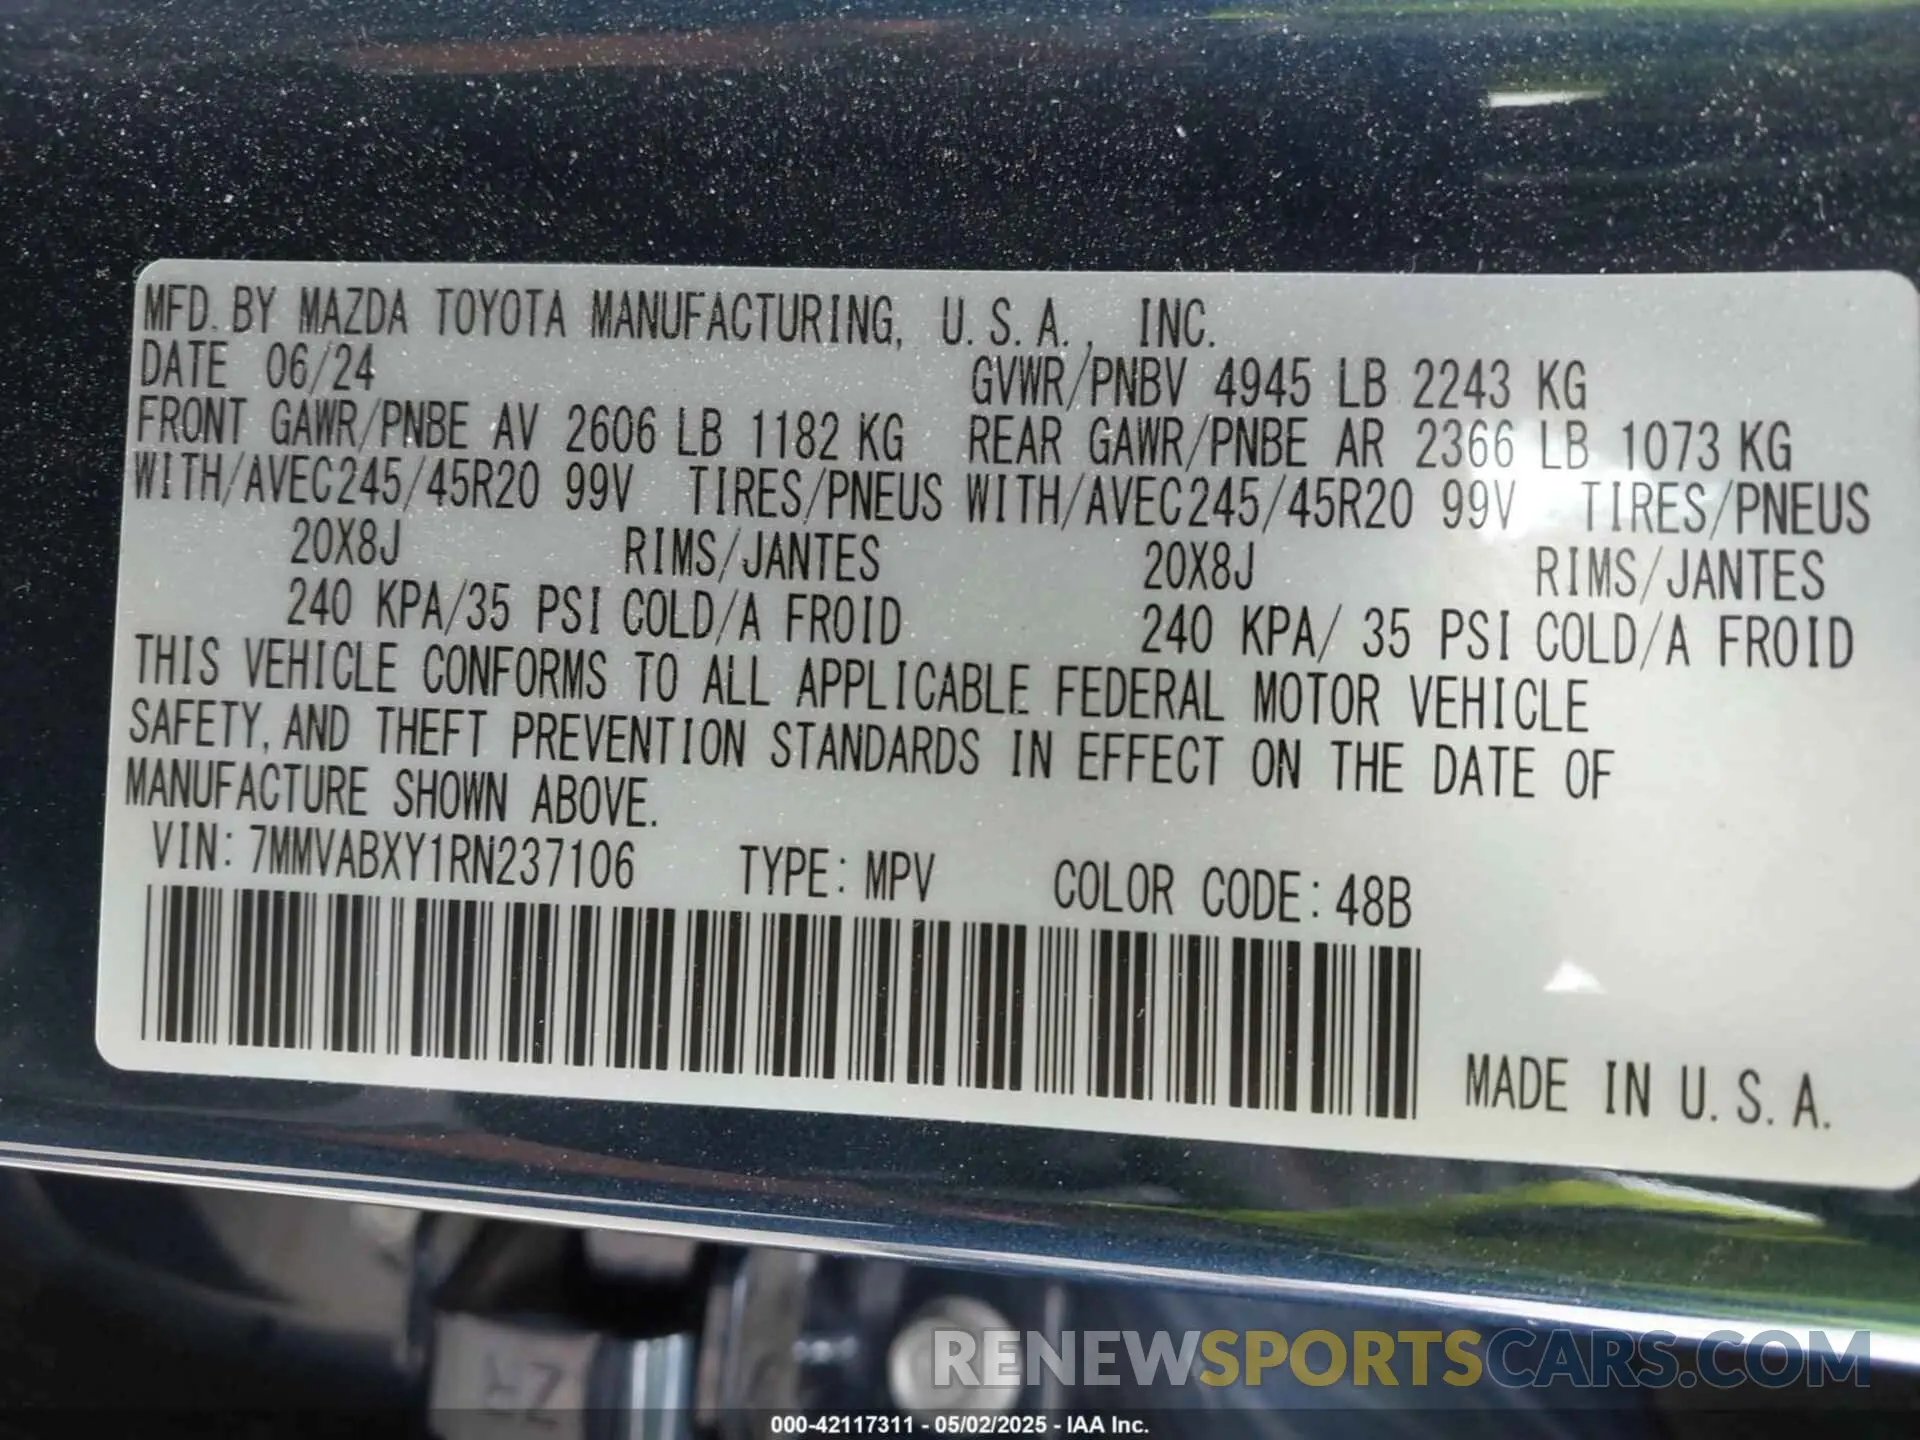 MFD. BY MAZDA TOYOTA MANUFACTURING, U.S.A., INC.
DATE 06/24 GVWR/PNBV 4945 LB 2243 KG
FRONT GAWR/PNBE AV 2606 LB 1182 KG REAR GAWR/PNBE AR 2366 LB 1073 KG
WITH/AVEC245/45R20 99V TIRES/PNEUS WITH/AVEC245/45R20 99V TIRES/PNEUS
20X8J RIMS/JANTES 20X8J RIMS/JANTES
240 KPA/35 PSI COLD/A FROID 240 KPA/ 35 PSI COLD/A FROID
THIS VEHICLE CONFORMS TO ALL APPLICABLE FEDERAL MOTOR VEHICLE
SAFETY, AND THEFT PREVENTION STANDARDS IN EFFECT ON THE DATE OF
MANUFACTURE SHOWN ABOVE.
VIN: 7MMVABXY1RN237106 TYPE: MPV COLOR CODE: 48B
MADE IN U.S.A.
RENEWSPORTSCARS.COM
000-42117311 - 05/02/2025 - IAA Inc.